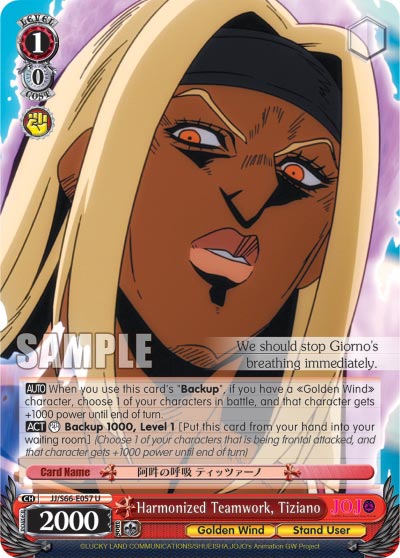 LEVEL
1
0
COST
SAMPLE
We should stop Giorno's
breathing immediately.
AUTO When you use this card's "Backup", if you have a «Golden Wind»
character, choose 1 of your characters in battle, and that character gets
+1000 power until end of turn.
ACT Backup 1000, Level 1 [Put this card from your hand into your
waiting room] (Choose 1 of your characters that is being frontal attacked, and
that character gets +1000 power until end of turn)
Card Name 阿吽の呼吸 ティッツァーノ
CH JJ/S66-E057 U
Harmonized Teamwork, Tiziano JOJO
POWER 2000 SOUL
Golden Wind Stand User
©LUCKY LAND COMMUNICATIONS/SHUEISHA,JOJO's Animation GW Project